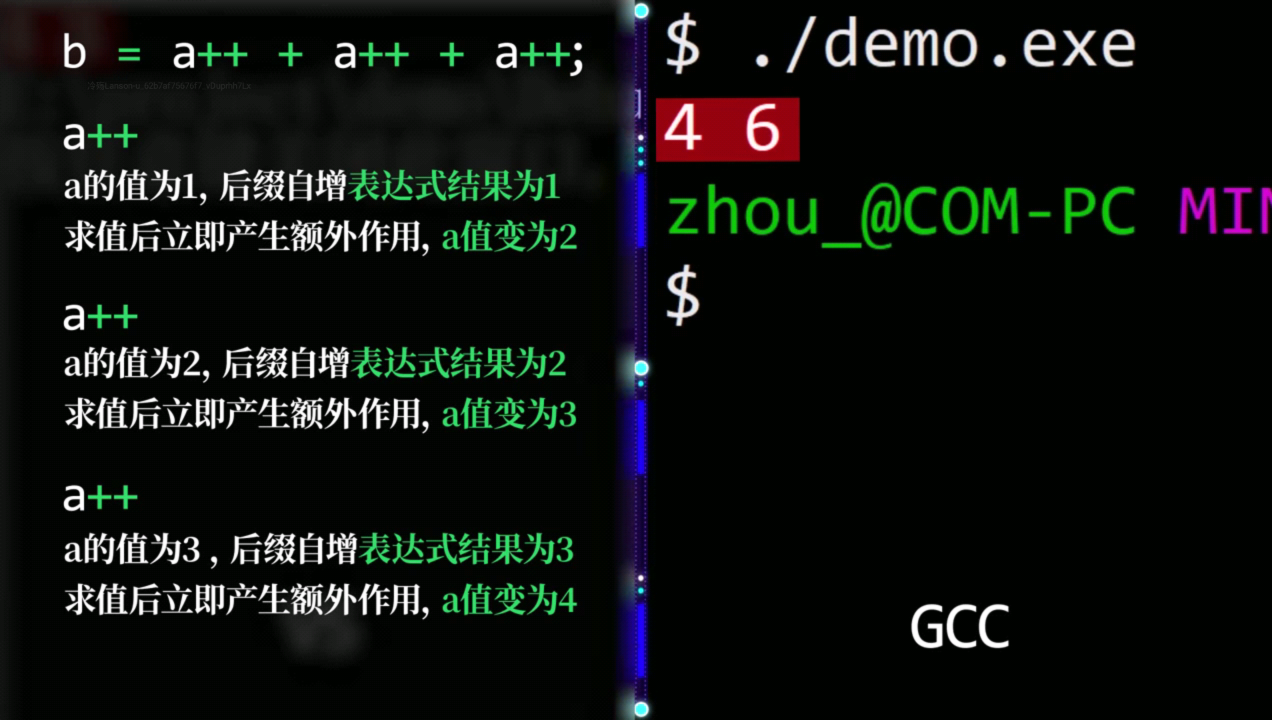 b = a++ + a++ + a++;
a++
a的值为1, 后缀自增表达式结果为1
求值后立即产生额外作用, a值变为2
a++
a的值为2, 后缀自增表达式结果为2
求值后立即产生额外作用, a值变为3
a++
a的值为3 , 后缀自增表达式结果为3
求值后立即产生额外作用, a值变为4
$ ./demo.exe
4 6
zhou_@COM-PC MIN
$
GCC